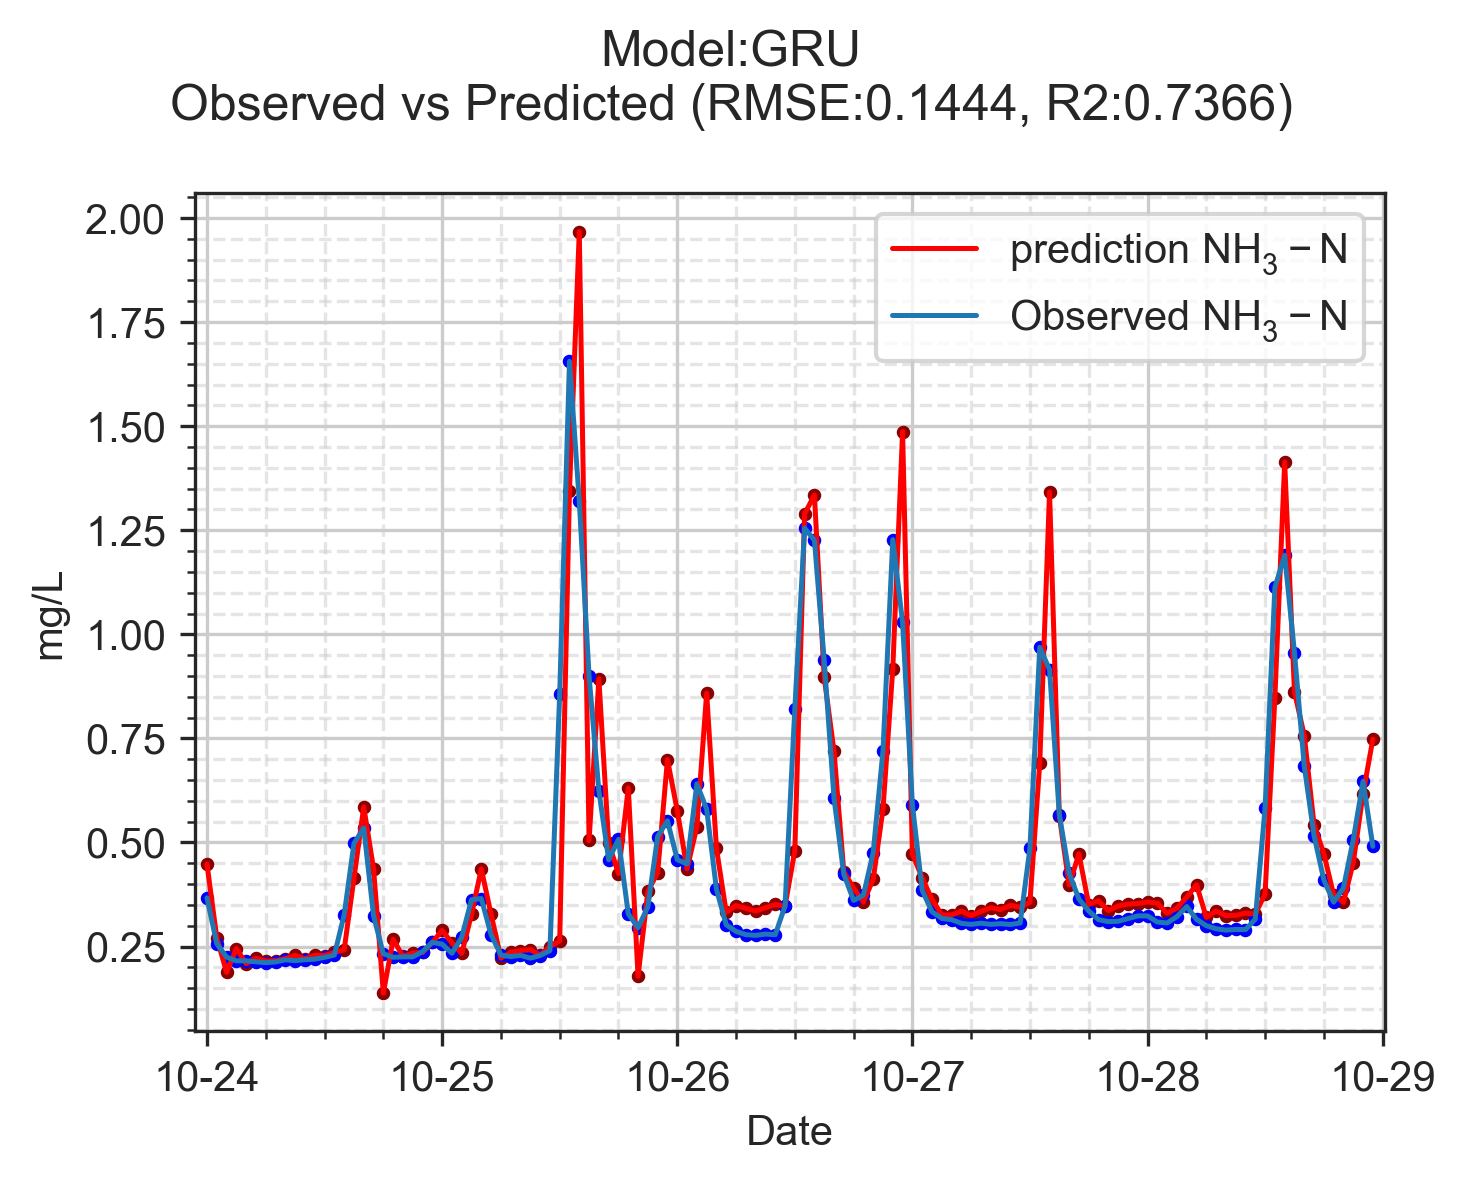 Model:GRU
Observed vs Predicted (RMSE:0.1444, R2:0.7366)
prediction NH₃ − N
Observed NH₃ − N
2.00
1.75
1.50
1.25
1.00
0.75
0.50
0.25
mg/L
10-24 10-25 10-26 10-27 10-28 10-29
Date